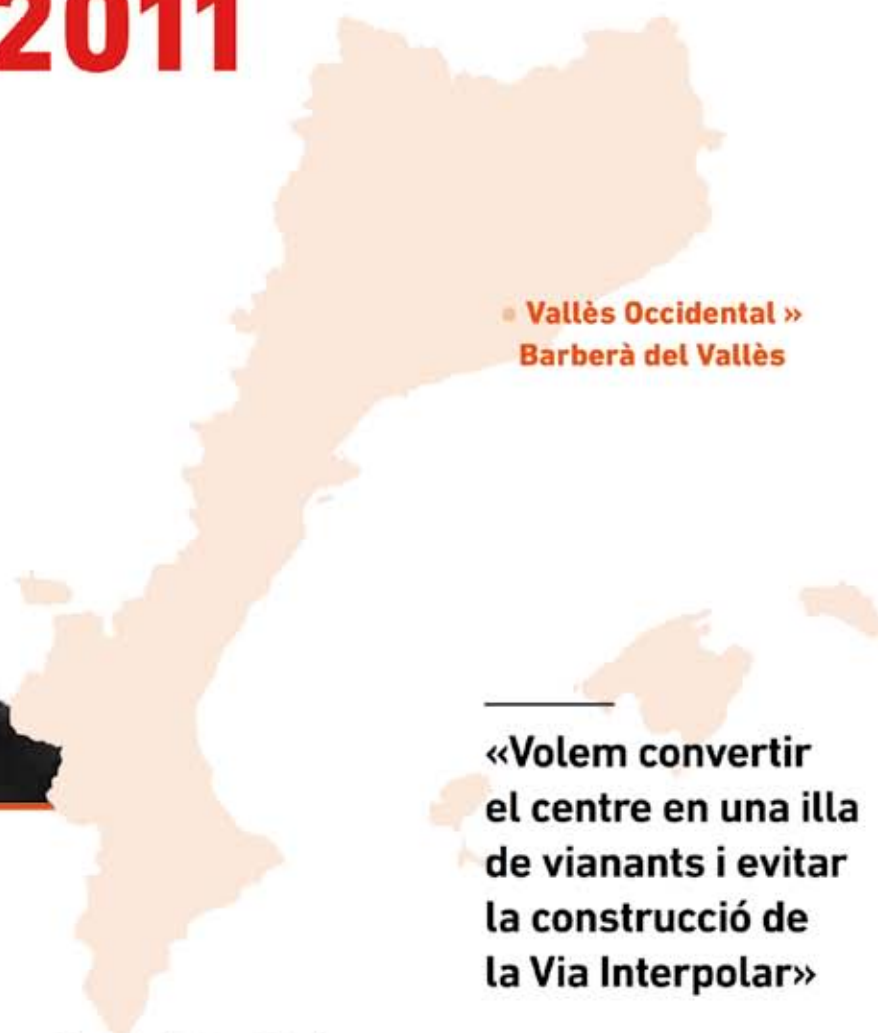 2011
Vallès Occidental »
Barberà del Vallès
«Volem convertir
el centre en una illa
de vianants i evitar
la construcció de
la Via Interpolar»